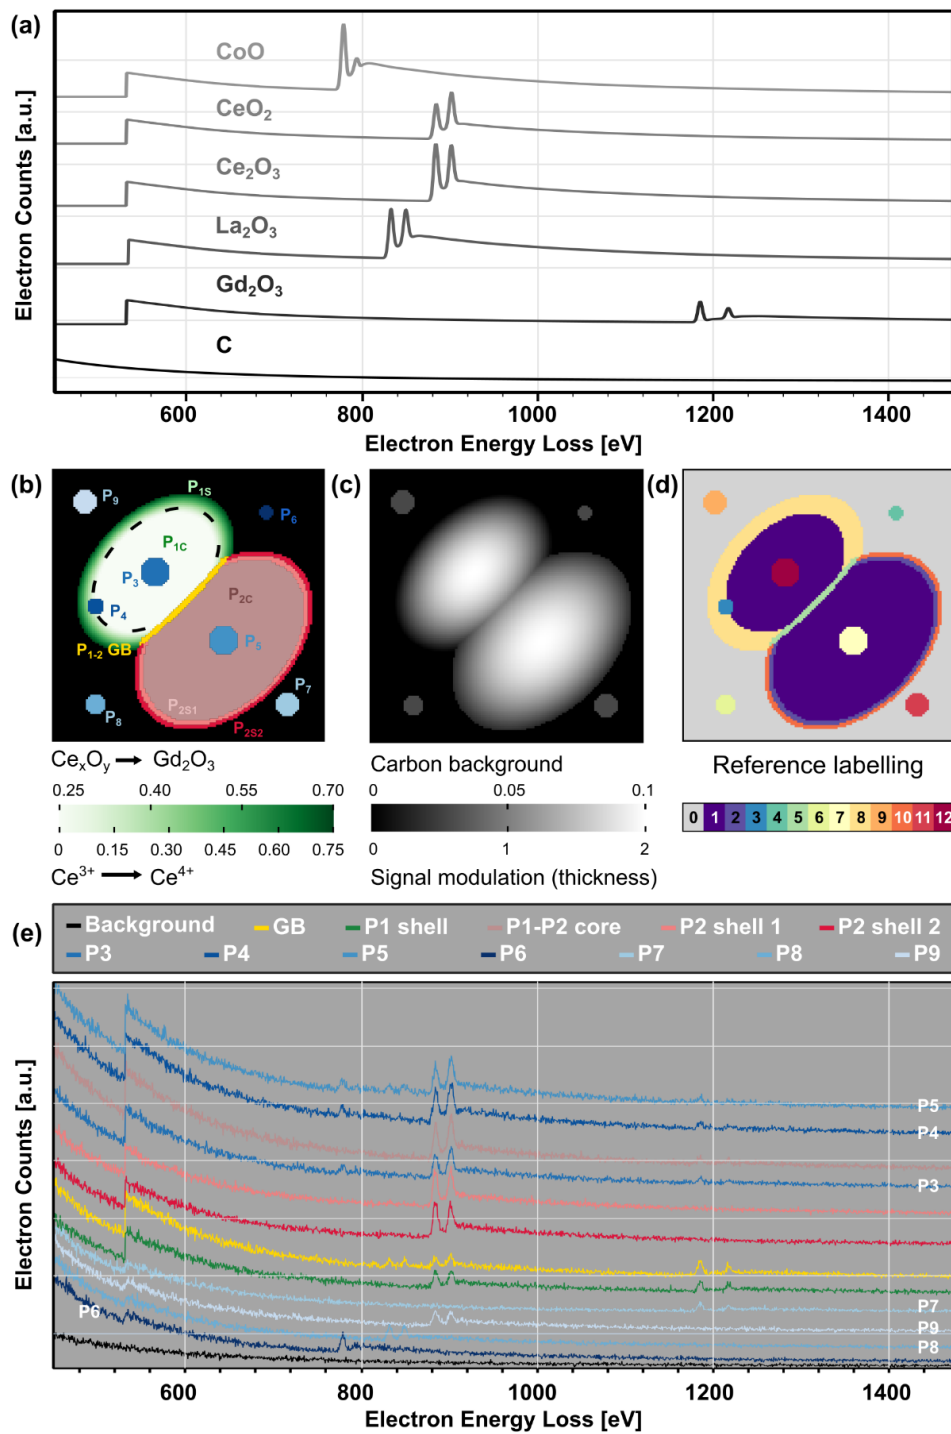 (a)
CoO
CeO2
Ce2O3
La2O3
Gd2O3
C
Electron Counts [a.u.]
600 800 1000 1200 1400
Electron Energy Loss [eV]
(b)
P9
P1S
P6
P1C
P3
P2C
P4
P1-2 GB
P5
P7
P2S1
P8
P2S2
CexOy → Gd2O3
0.25 0.40 0.55 0.70
0 0.15 0.30 0.45 0.60 0.75
Ce3+ → Ce4+
(c)
Carbon background
0 0.05 0.1
0 1 2
Signal modulation (thickness)
(d)
Reference labelling
0 1 2 3 4 5 6 7 8 9 10 11 12
(e)
Background GB P1 shell P1-P2 core P2 shell 1 P2 shell 2
P3 P4 P5 P6 P7 P8 P9
Electron Counts [a.u.]
P5
P4
P3
P7
P6
P9
P8
600 800 1000 1200 1400
Electron Energy Loss [eV]